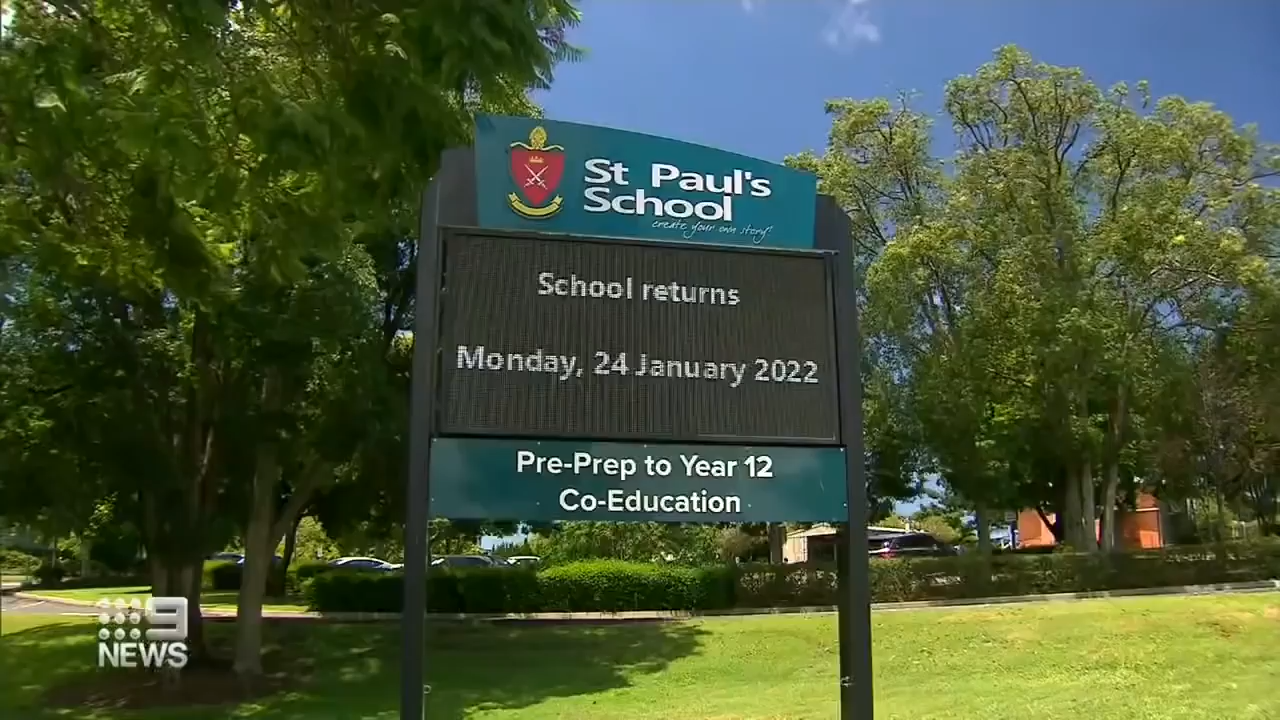 St Paul's
School
create your own story!
School returns
Monday, 24 January 2022
Pre-Prep to Year 12
Co-Education
9
NEWS